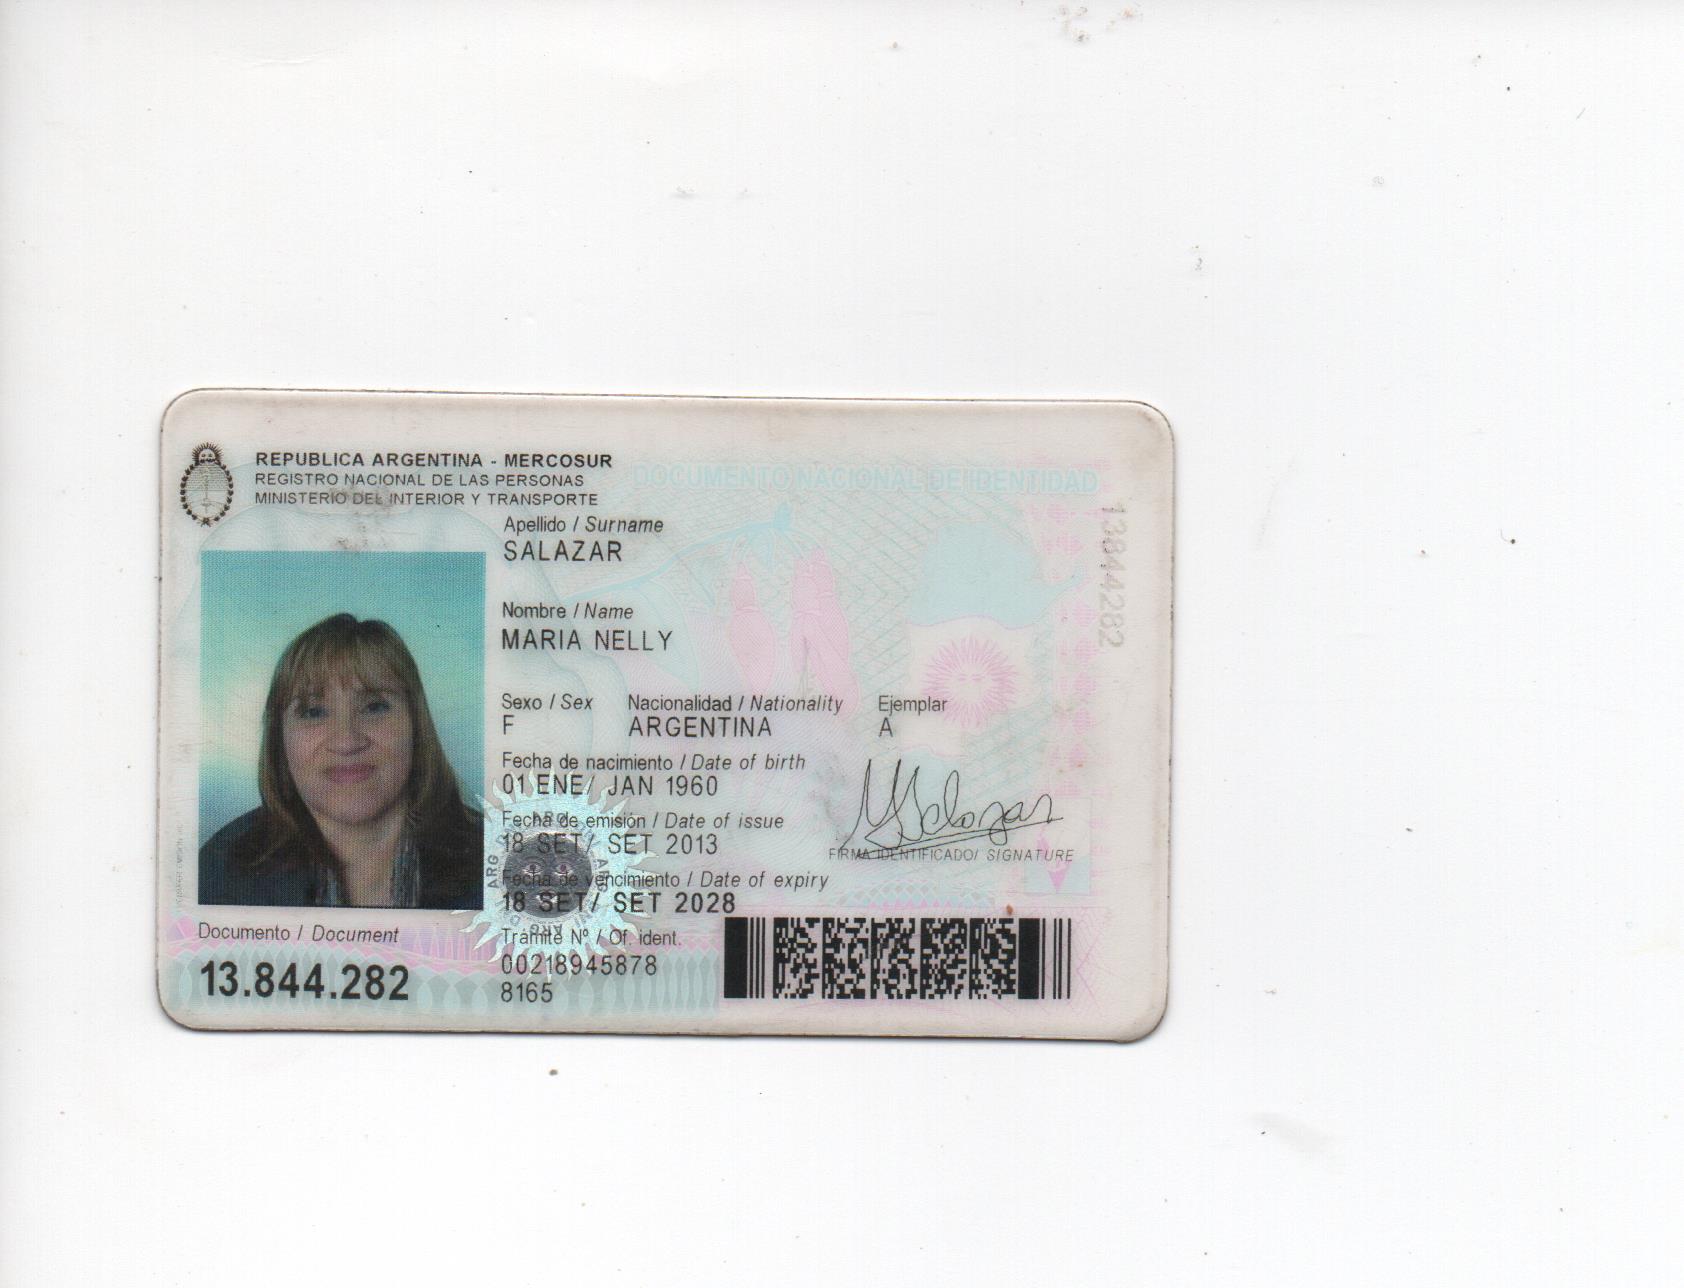 REPUBLICA ARGENTINA - MERCOSUR
REGISTRO NACIONAL DE LAS PERSONAS
MINISTERIO DEL INTERIOR Y TRANSPORTE
DOCUMENTO NACIONAL DE IDENTIDAD
Apellido / Surname
SALAZAR
Nombre / Name
MARIA NELLY
Sexo / Sex Nacionalidad / Nationality Ejemplar
F ARGENTINA A
Fecha de nacimiento / Date of birth
01 ENE/ JAN 1960
Fecha de emisión / Date of issue
18 SET/ SET 2013
Fecha de vencimiento / Date of expiry
18 SET/ SET 2028
MSalazar
FIRMA IDENTIFICADO/ SIGNATURE
Documento / Document
13.844.282
Tramite Nº / Of. ident.
00218945878
8165
13844282